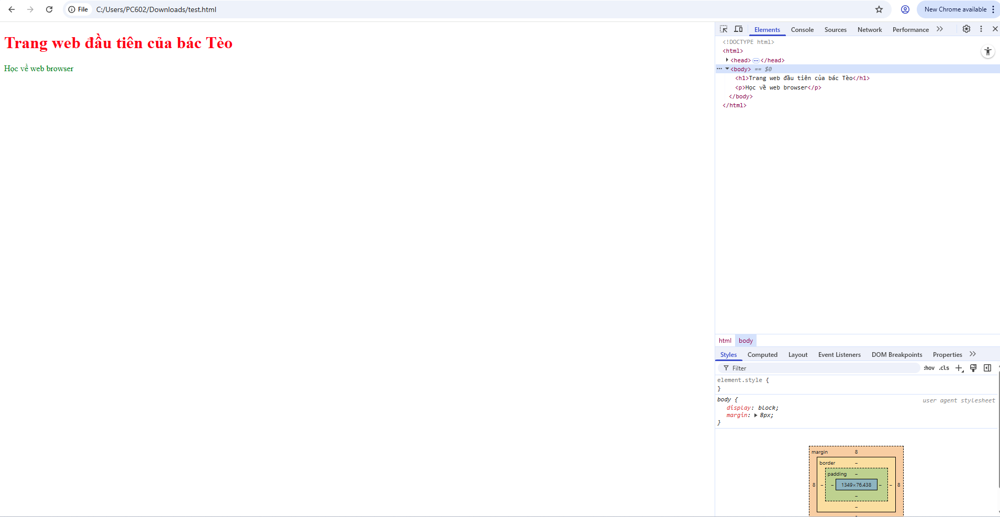 File C:/Users/PC602/Downloads/test.html New Chrome available
Trang web đầu tiên của bác Tèo
Học về web browser
Elements Console Sources Network Performance
<!DOCTYPE html>
<html>
<head> </head>
<body> == $0
<h1>Trang web đầu tiên của bác Tèo</h1>
<p>Học về web browser</p>
</body>
</html>
html body
Styles Computed Layout Event Listeners DOM Breakpoints Properties
Filter :hov .cls
element.style {
}
body { user agent stylesheet
display: block;
margin: 8px;
}
margin 8
border –
padding –
8 – – 1349×76.438 – – 8
–
–